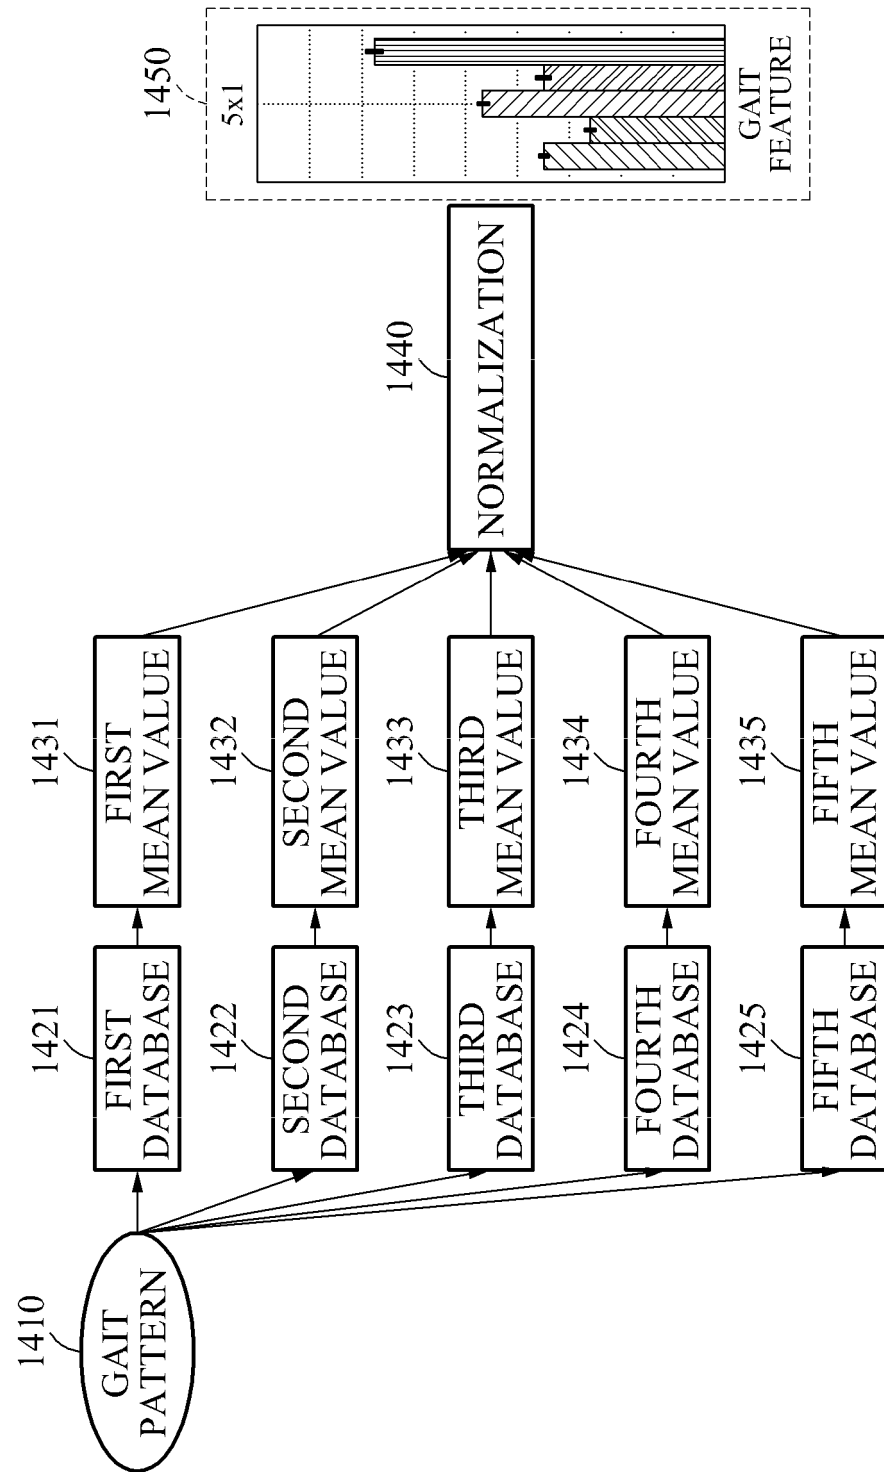 1410
GAIT
PATTERN
1421
FIRST
DATABASE
1422
SECOND
DATABASE
1423
THIRD
DATABASE
1424
FOURTH
DATABASE
1425
FIFTH
DATABASE
1431
FIRST
MEAN VALUE
1432
SECOND
MEAN VALUE
1433
THIRD
MEAN VALUE
1434
FOURTH
MEAN VALUE
1435
FIFTH
MEAN VALUE
1440
NORMALIZATION
1450
5x1
GAIT
FEATURE